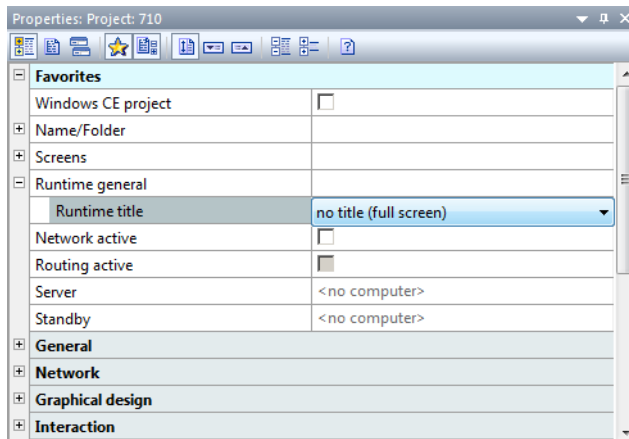 Properties: Project: 710
Favorites
Windows CE project
Name/Folder
Screens
Runtime general
Runtime title no title (full screen)
Network active
Routing active
Server <no computer>
Standby <no computer>
General
Network
Graphical design
Interaction